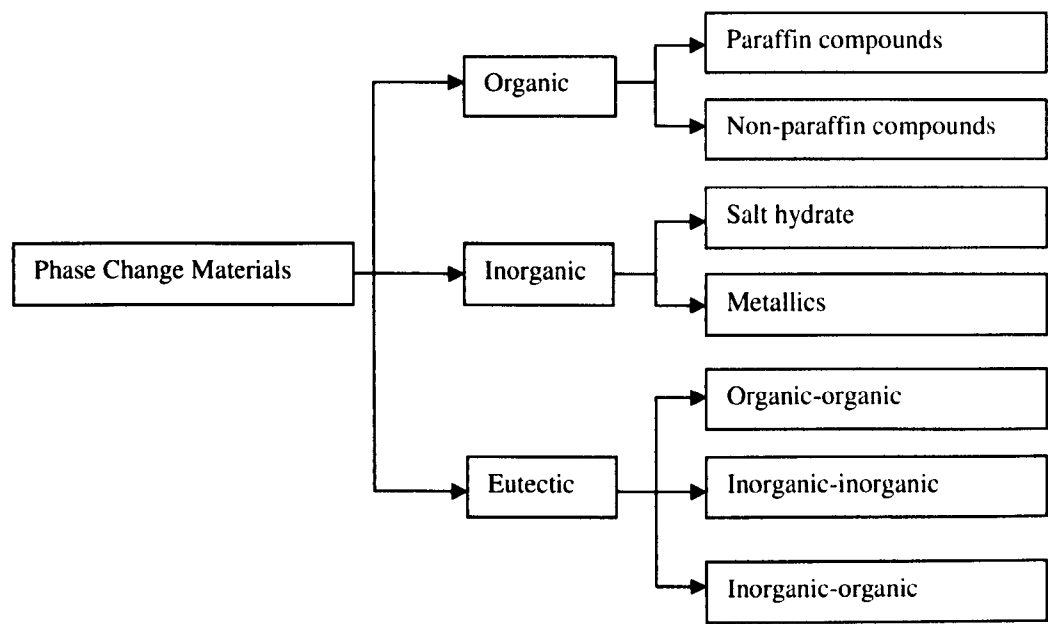 Phase Change Materials
Organic
Paraffin compounds
Non-paraffin compounds
Inorganic
Salt hydrate
Metallics
Eutectic
Organic-organic
Inorganic-inorganic
Inorganic-organic